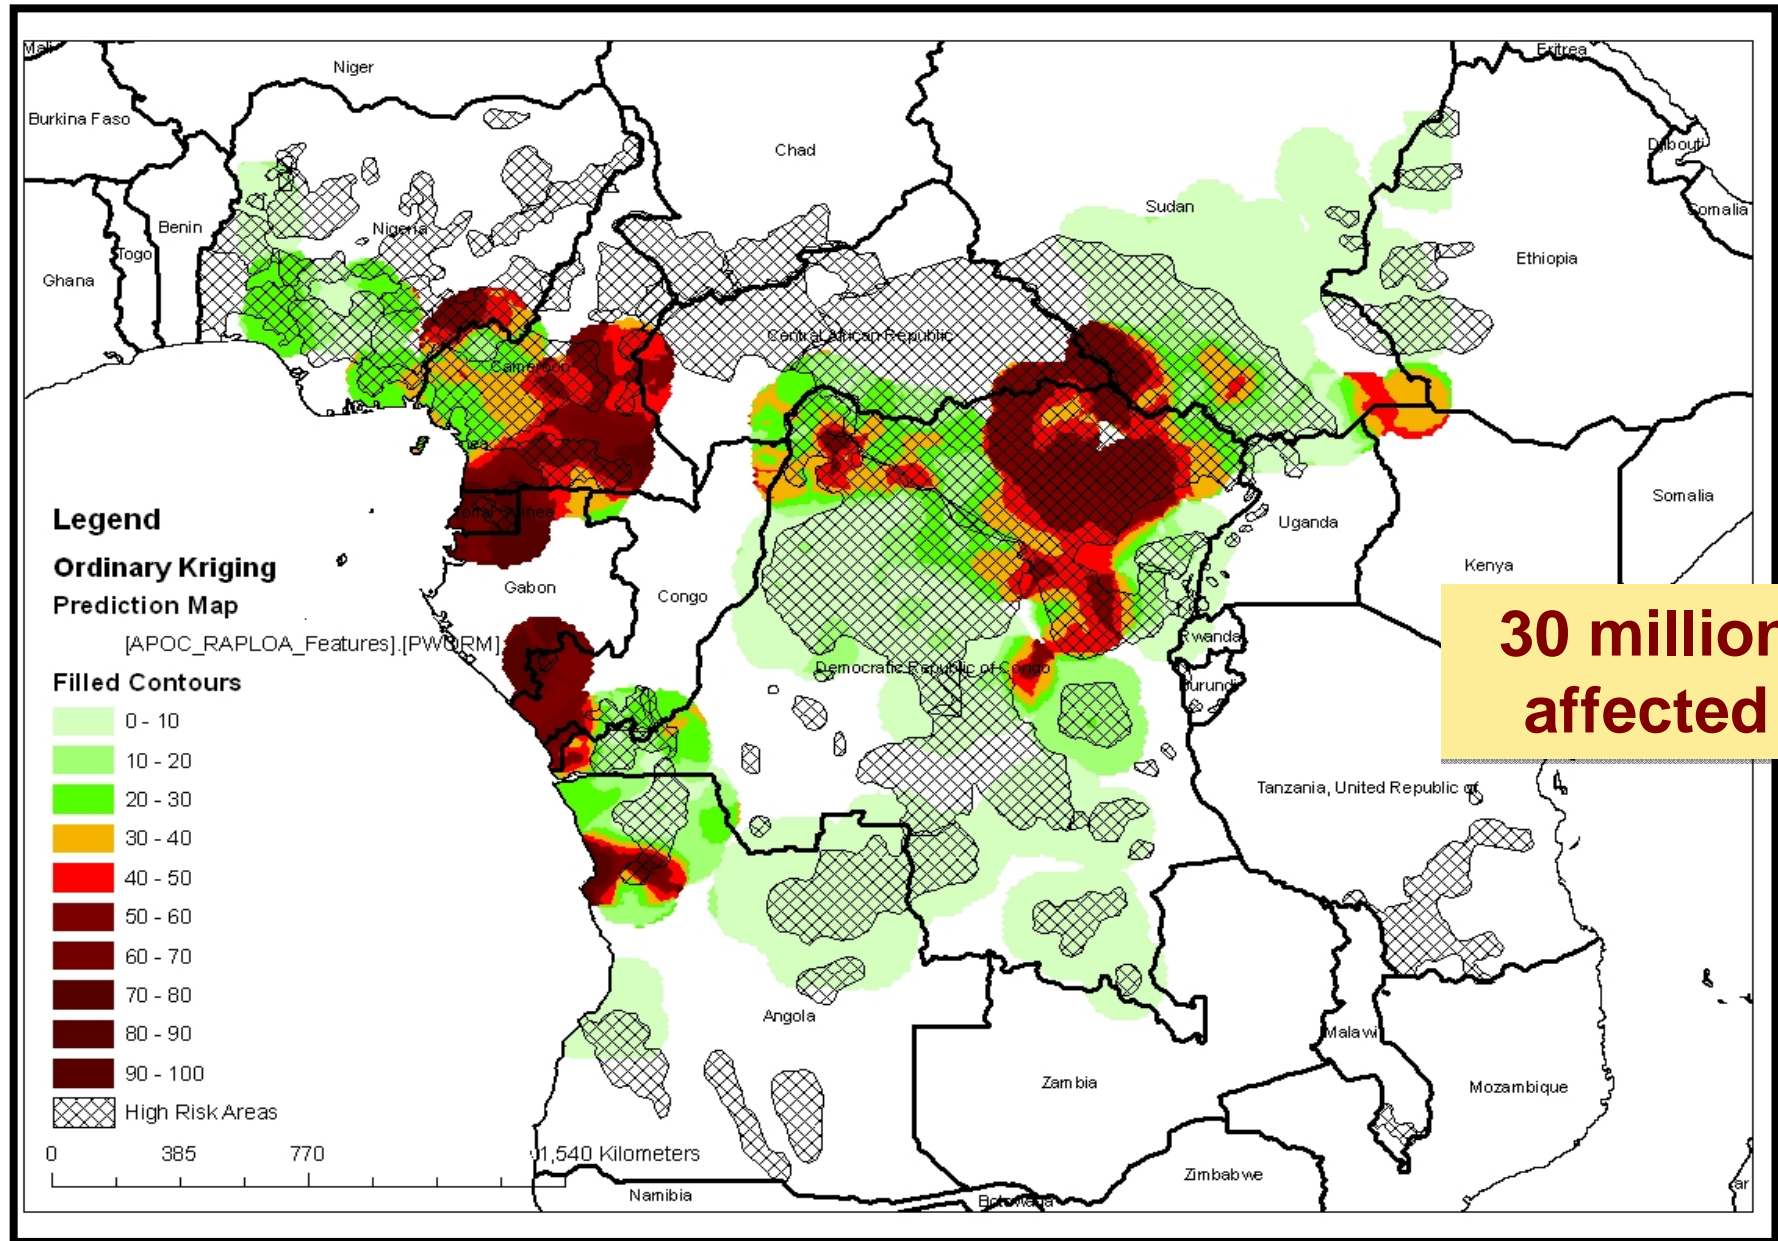 Mali
Niger
Eritrea
Burkina Faso
Chad
Djibouti
Benin
Nigeria
Sudan
Somalia
Togo
Ghana
Ethiopia
Central African Republic
Cameroon
Somalia
Uganda
Kenya
Gabon
Congo
Rwanda
Democratic Republic of Congo
Burundi
Tanzania, United Republic of
Angola
Malawi
Zambia
Mozambique
Zimbabwe
Namibia
Botswana
Legend
Ordinary Kriging
Prediction Map
[APOC_RAPLOA_Features].[PWORM]
Filled Contours
0 - 10
10 - 20
20 - 30
30 - 40
40 - 50
50 - 60
60 - 70
70 - 80
80 - 90
90 - 100
High Risk Areas
0 385 770 1,540 Kilometers
30 million
affected